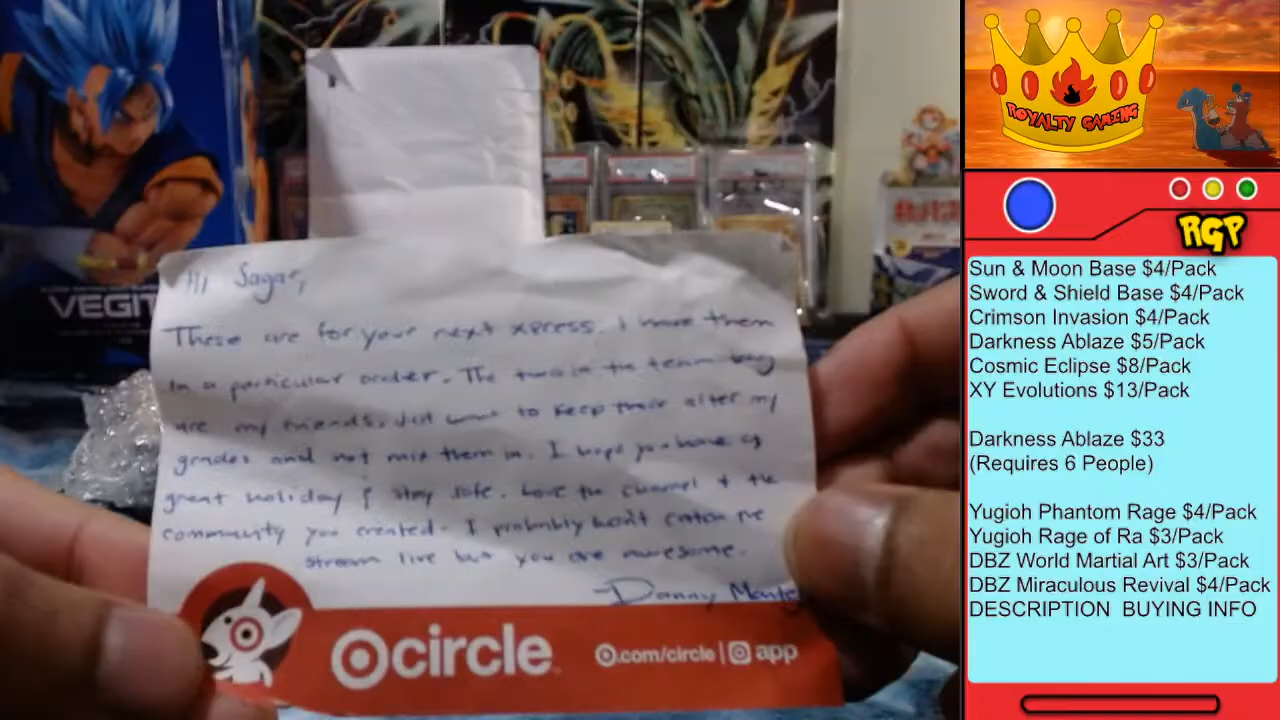 VEGIT
Hi Sagar,
These are for your next xpress. I have them
in a particular order. The two in the team bag
are my friends. Just want to keep those after my
grades and not mix them in. I hope you have a
great holiday & stay safe. Love the channel & the
community you created. I probably won't catch the
stream live but you are awesome.
-Danny
circle
.com/circle | app
ROYALTY GAMING
RGP
Sun & Moon Base $4/Pack
Sword & Shield Base $4/Pack
Crimson Invasion $4/Pack
Darkness Ablaze $5/Pack
Cosmic Eclipse $8/Pack
XY Evolutions $13/Pack
Darkness Ablaze $33
(Requires 6 People)
Yugioh Phantom Rage $4/Pack
Yugioh Rage of Ra $3/Pack
DBZ World Martial Art $3/Pack
DBZ Miraculous Revival $4/Pack
DESCRIPTION BUYING INFO